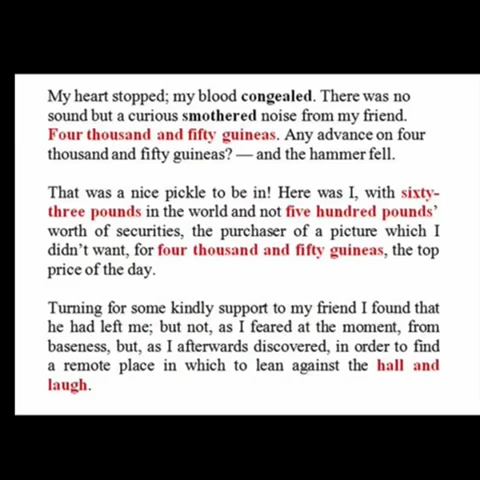 My heart stopped; my blood congealed. There was no
sound but a curious smothered noise from my friend.
Four thousand and fifty guineas. Any advance on four
thousand and fifty guineas? — and the hammer fell.
That was a nice pickle to be in! Here was I, with sixty-
three pounds in the world and not five hundred pounds’
worth of securities, the purchaser of a picture which I
didn’t want, for four thousand and fifty guineas, the top
price of the day.
Turning for some kindly support to my friend I found that
he had left me; but not, as I feared at the moment, from
baseness, but, as I afterwards discovered, in order to find
a remote place in which to lean against the hall and
laugh.